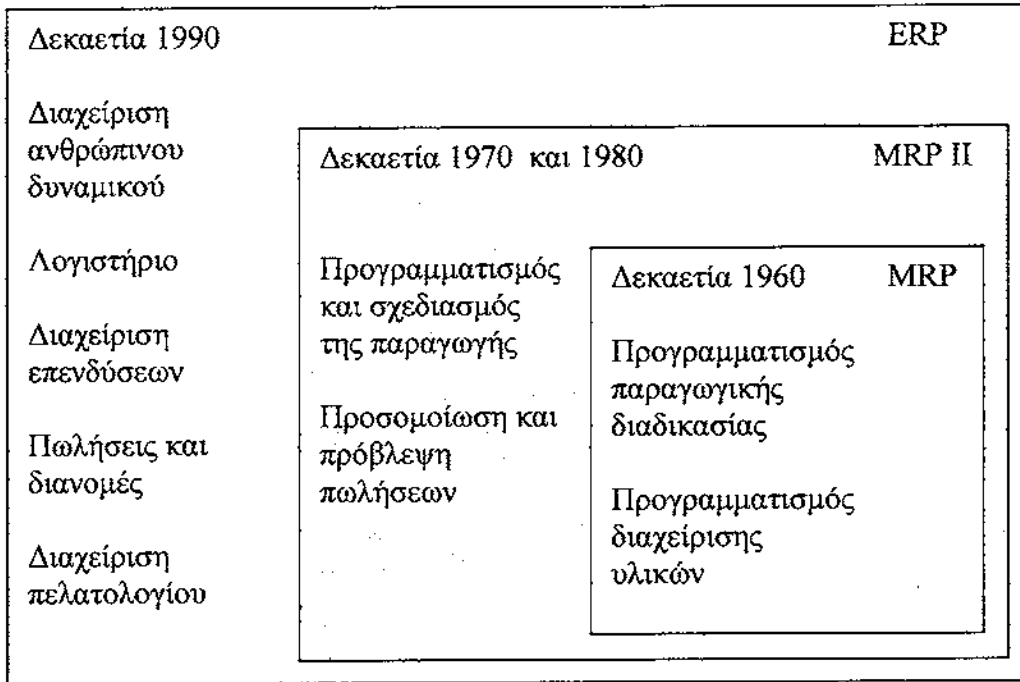 Δεκαετία 1990 ERP
Διαχείριση
ανθρώπινου
δυναμικού
Λογιστήριο
Διαχείριση
επενδύσεων
Πωλήσεις και
διανομές
Διαχείριση
πελατολογίου
Δεκαετία 1970 και 1980 MRP II
Προγραμματισμός
και σχεδιασμός
της παραγωγής
Προσομοίωση και
πρόβλεψη
πωλήσεων
Δεκαετία 1960 MRP
Προγραμματισμός
παραγωγικής
διαδικασίας
Προγραμματισμός
διαχείρισης
υλικών